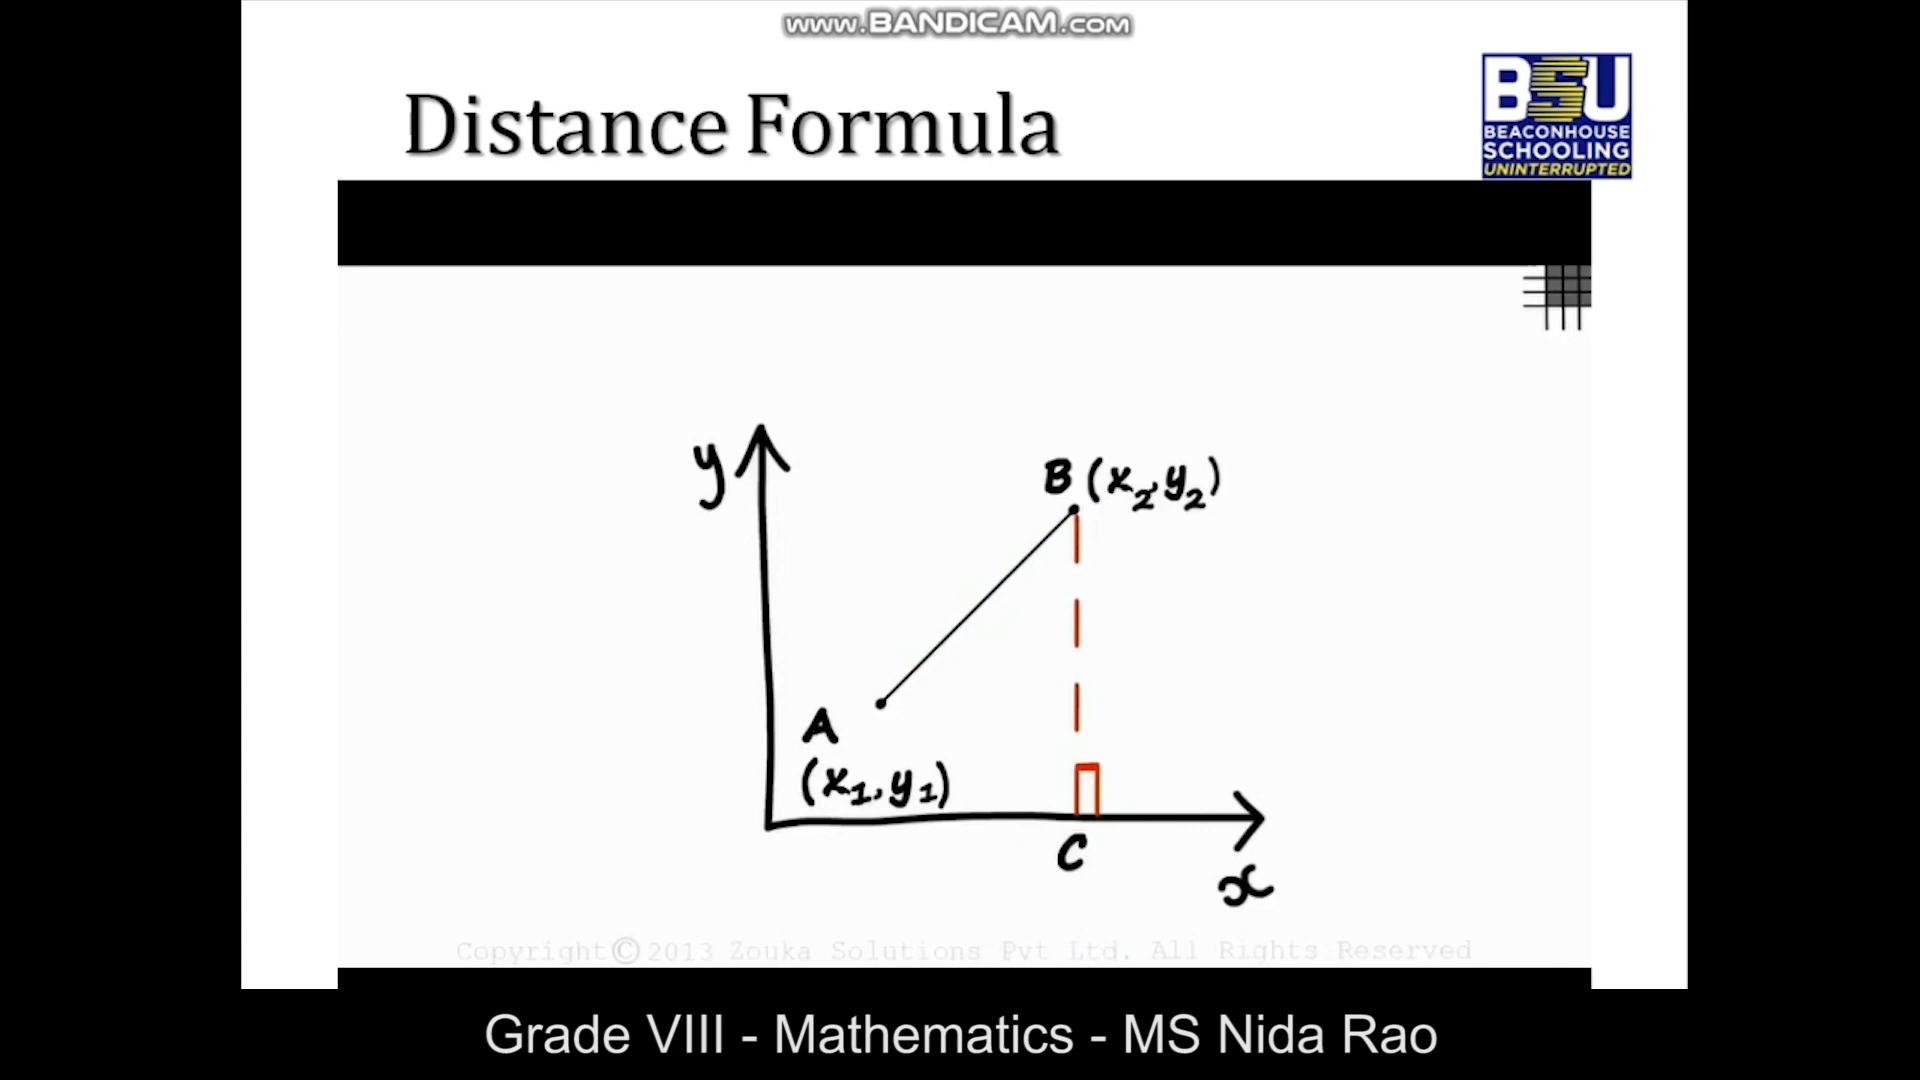 www.BANDICAM.com
Distance Formula
BSU
BEACONHOUSE
SCHOOLING
UNINTERRUPTED
y
B (x₂,y₂)
A
(x₁,y₁)
C
x
Copyright©2013 Zouka Solutions Pvt Ltd. All Rights Reserved
Grade VIII - Mathematics - MS Nida Rao